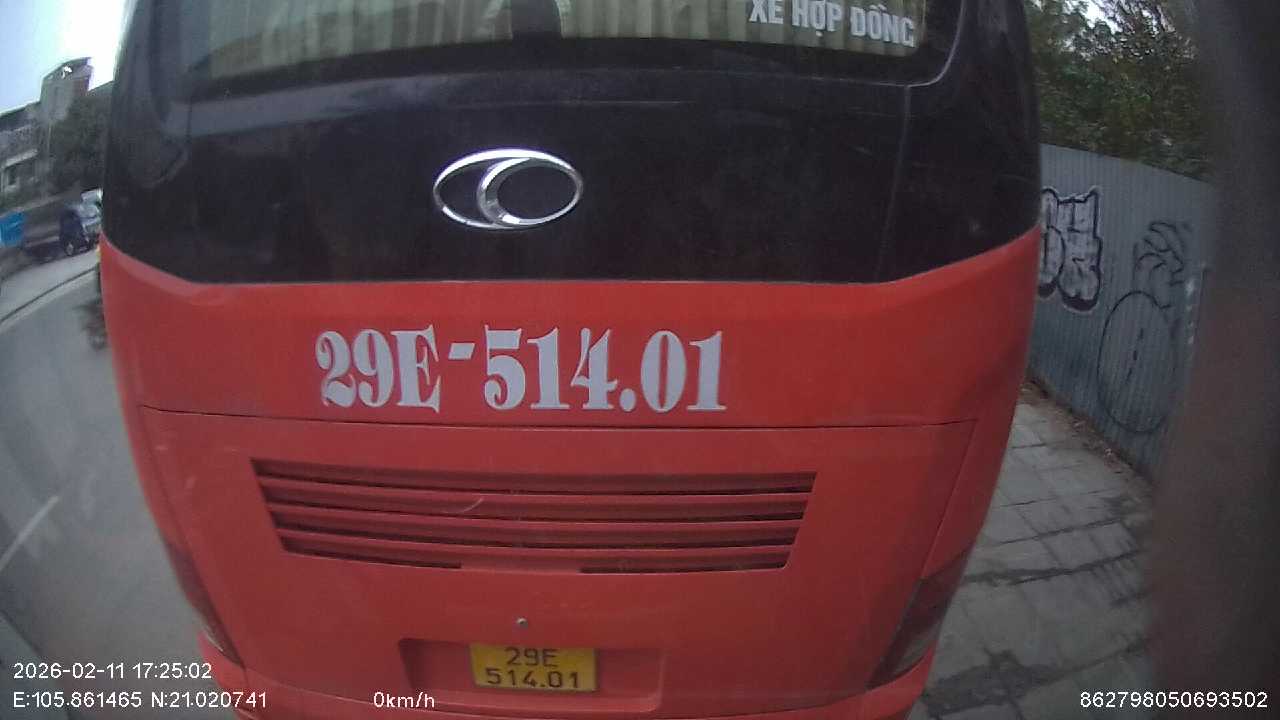 XE HỢP ĐỒNG
29E-514.01
29E
514.01
2026-02-11 17:25:02
E:105.861465 N:21.020741
0km/h
862798050693502